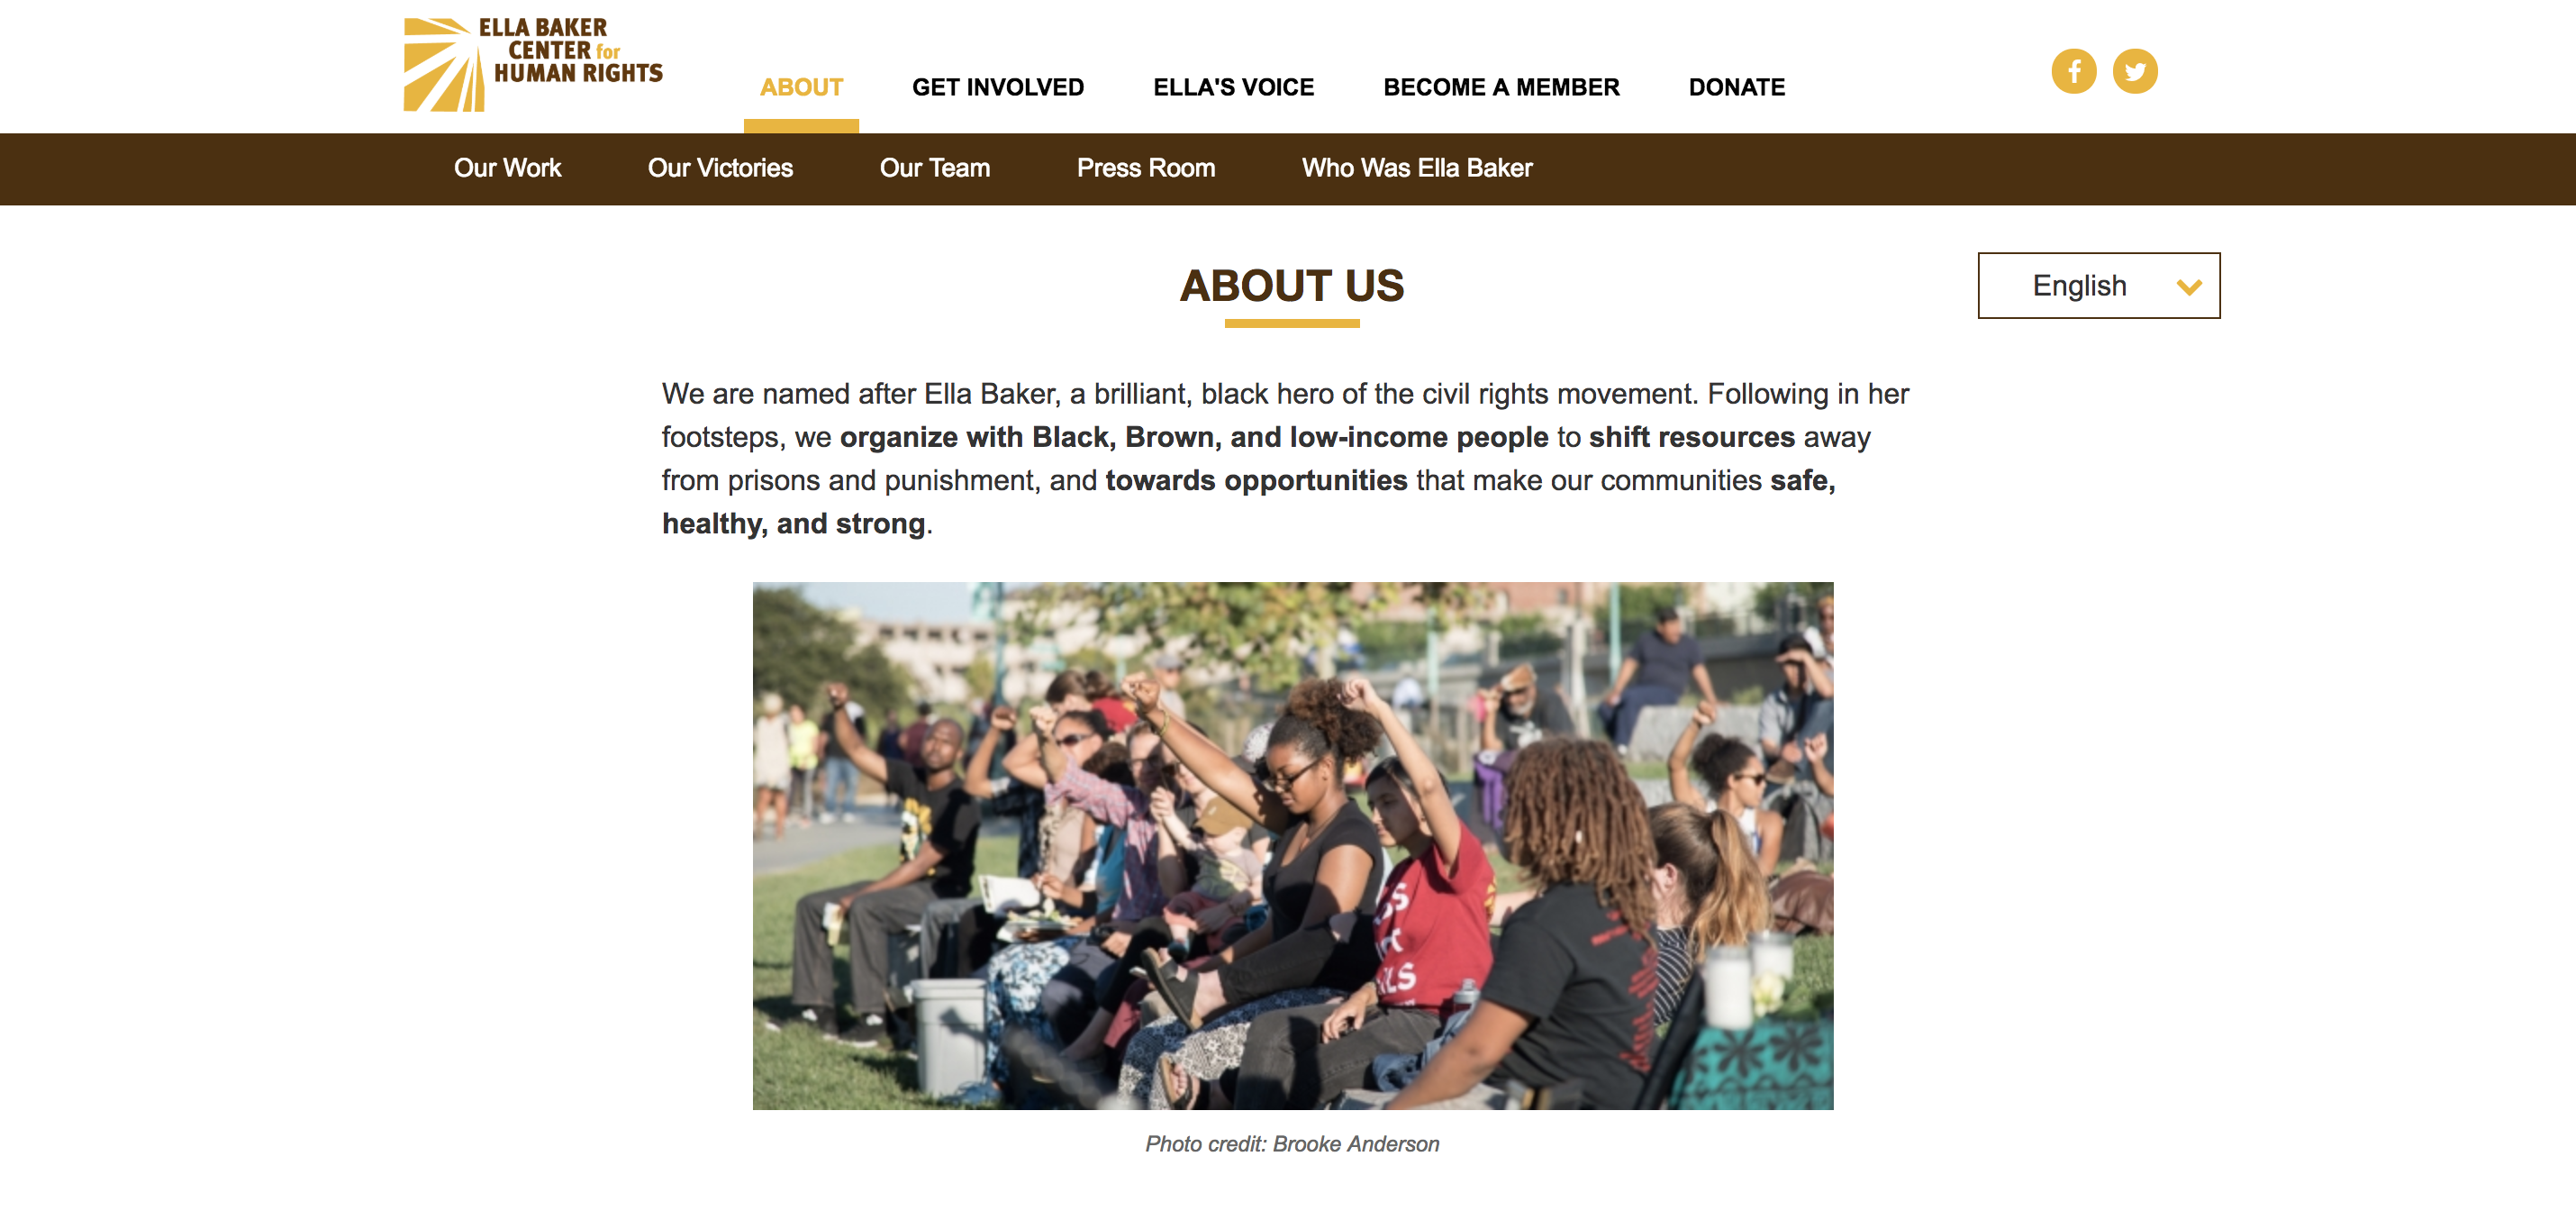 ELLA BAKER
CENTER for
HUMAN RIGHTS
ABOUT
GET INVOLVED
ELLA'S VOICE
BECOME A MEMBER
DONATE
Our Work
Our Victories
Our Team
Press Room
Who Was Ella Baker
ABOUT US
English
We are named after Ella Baker, a brilliant, black hero of the civil rights movement. Following in her
footsteps, we organize with Black, Brown, and low-income people to shift resources away
from prisons and punishment, and towards opportunities that make our communities safe,
healthy, and strong.
Photo credit: Brooke Anderson